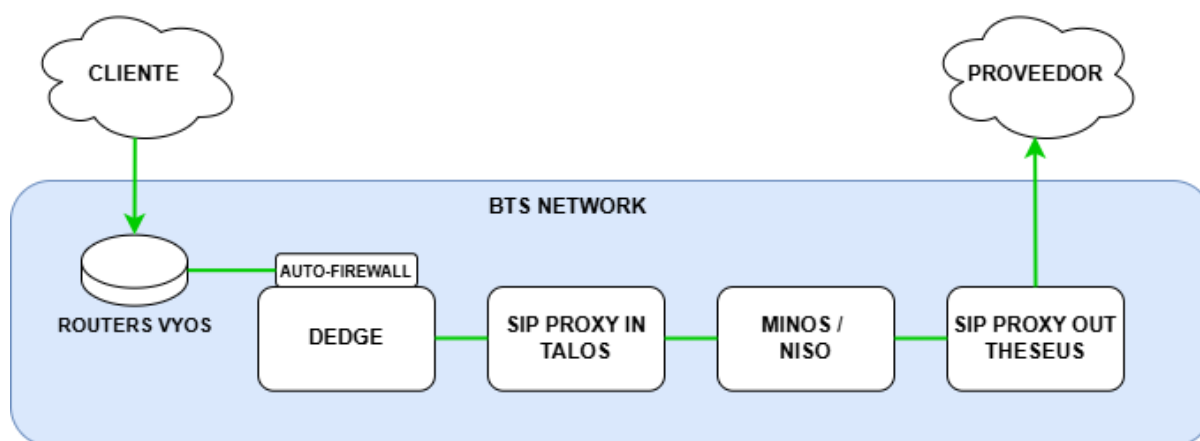 CLIENTE
PROVEEDOR
BTS NETWORK
ROUTERS VYOS
AUTO-FIREWALL
DEDGE
SIP PROXY IN
TALOS
MINOS /
NISO
SIP PROXY OUT
THESEUS